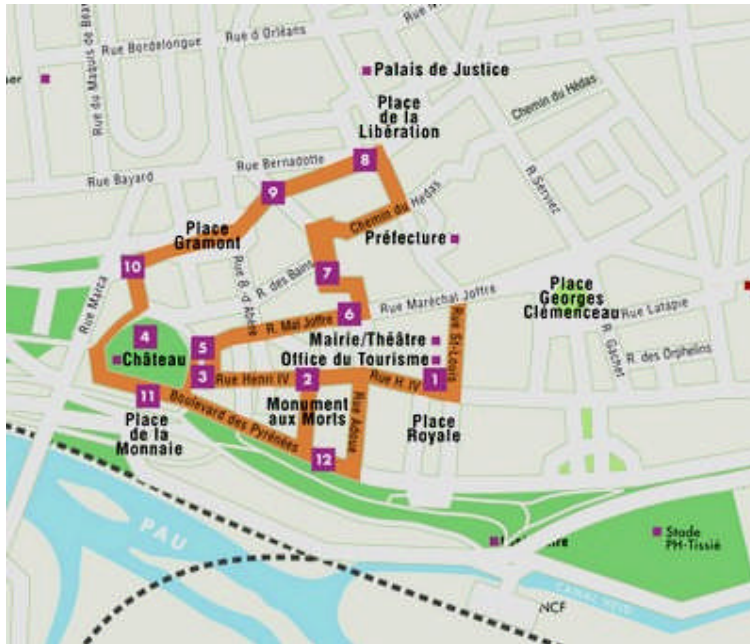 Rue Bordelongue
Rue d'Orléans
Rue du Maquis de Béar
Palais de Justice
Place
de la
Libération
Chemin du Hédas
8
Rue Bernadotte
Rue Bayard
9
R. Serviez
Chemin du Hédas
Place
Gramont
Préfecture
10
7
R. des Bains
Rue B.-d'Abère
Rue Marca
Place
Georges
Clémenceau
Rue Maréchal Joffre
6
R. Mal Joffre
Rue Latapie
4
Château
5
Mairie/Théâtre
Office du Tourisme
Rue St-Louis
R. Gachet
R. des Orphelins
3
Rue Henri IV
2
Rue H IV
1
11
Boulevard des Pyrénées
Monument
aux Morts
Rue Adoue
Place
Royale
Place
de la
Monnaie
12
PAU
Stade
PH-Tissié
CANAL
NCF